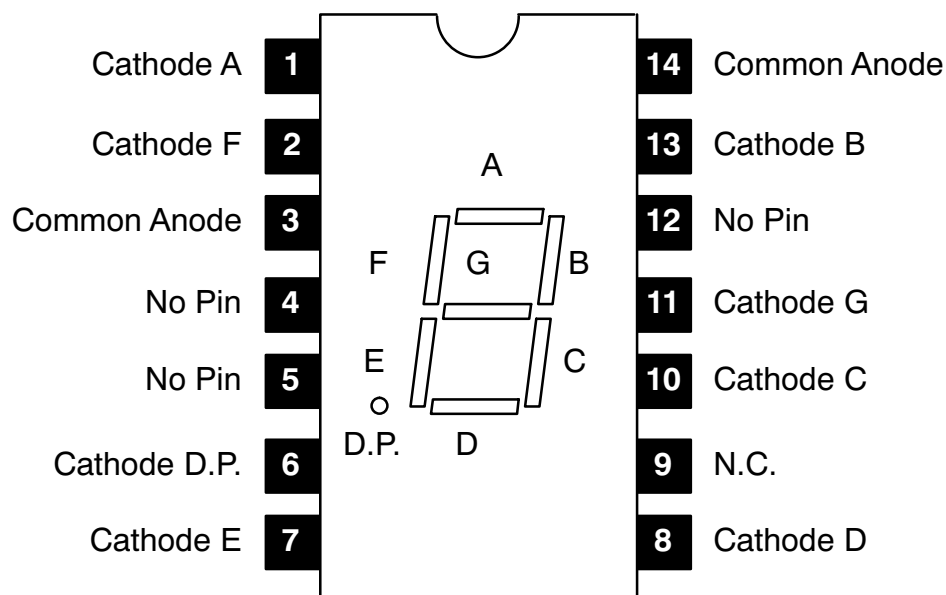 Cathode A 1
Cathode F 2
Common Anode 3
No Pin 4
No Pin 5
Cathode D.P. 6
Cathode E 7
A
F G B
E C
D.P. D
14 Common Anode
13 Cathode B
12 No Pin
11 Cathode G
10 Cathode C
9 N.C.
8 Cathode D